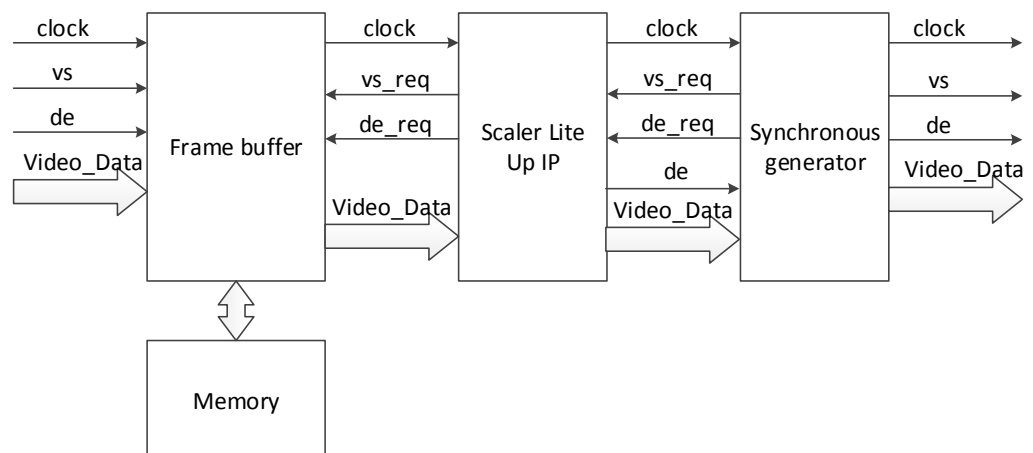 clock
vs
de
Video_Data
Frame buffer
clock
vs_req
de_req
Video_Data
Scaler Lite
Up IP
clock
vs_req
de_req
de
Video_Data
Synchronous
generator
clock
vs
de
Video_Data
Memory